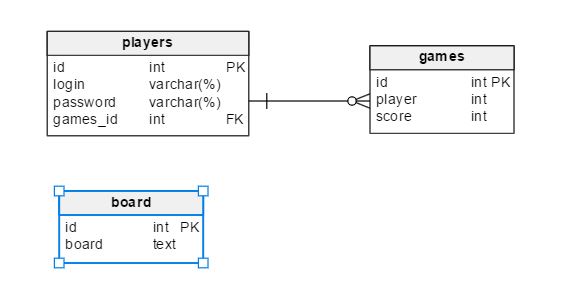 players
id int PK
login varchar(%)
password varchar(%)
games_id int FK
games
id int PK
player int
score int
board
id int PK
board text